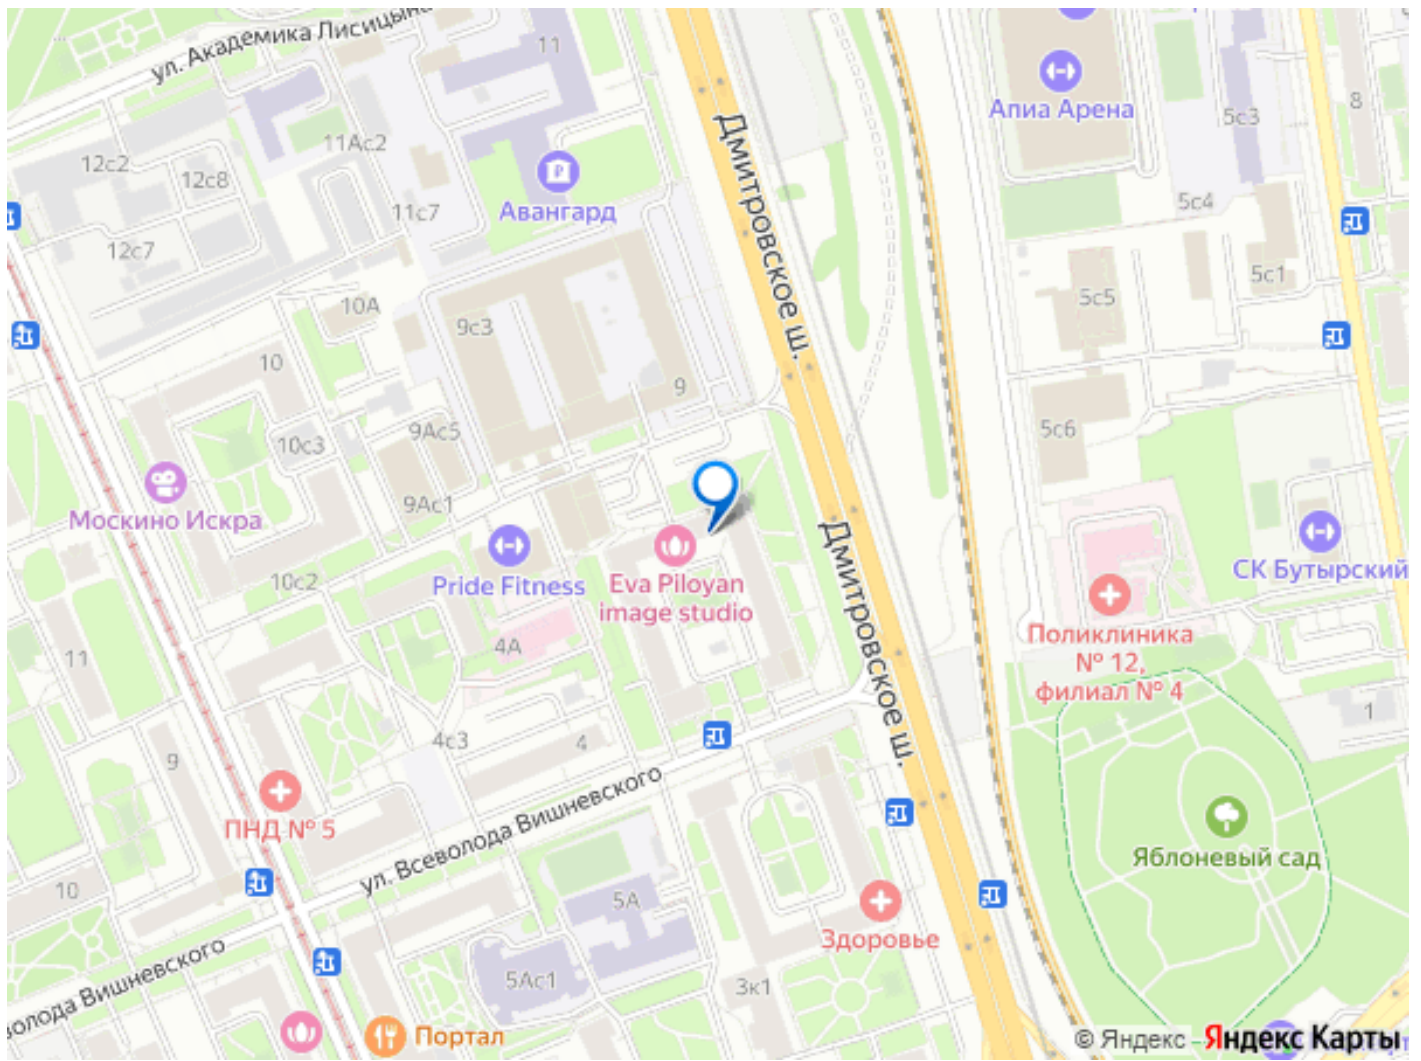 ул. Академика Лисицына
11
Апиа Арена
8
5с3
11Ас2
12с2
12с8
Авангард
11с7
5с4
12с7
Дмитровское ш.
5с1
5с5
10А
9с3
10
9
9Ас5
10с3
5с6
9Ас1
Москино Искра
Pride Fitness
Eva Piloyan
image studio
Дмитровское ш.
СК Бутырский
10с2
Поликлиника
№ 12,
филиал № 4
4А
11
1
4с3
4
9
ПНД № 5
ул. Всеволода Вишневского
Яблоневый сад
10
5А
Здоровье
волода Вишневского
5Ас1
3к1
Портал
© Яндекс – Яндекс Карты